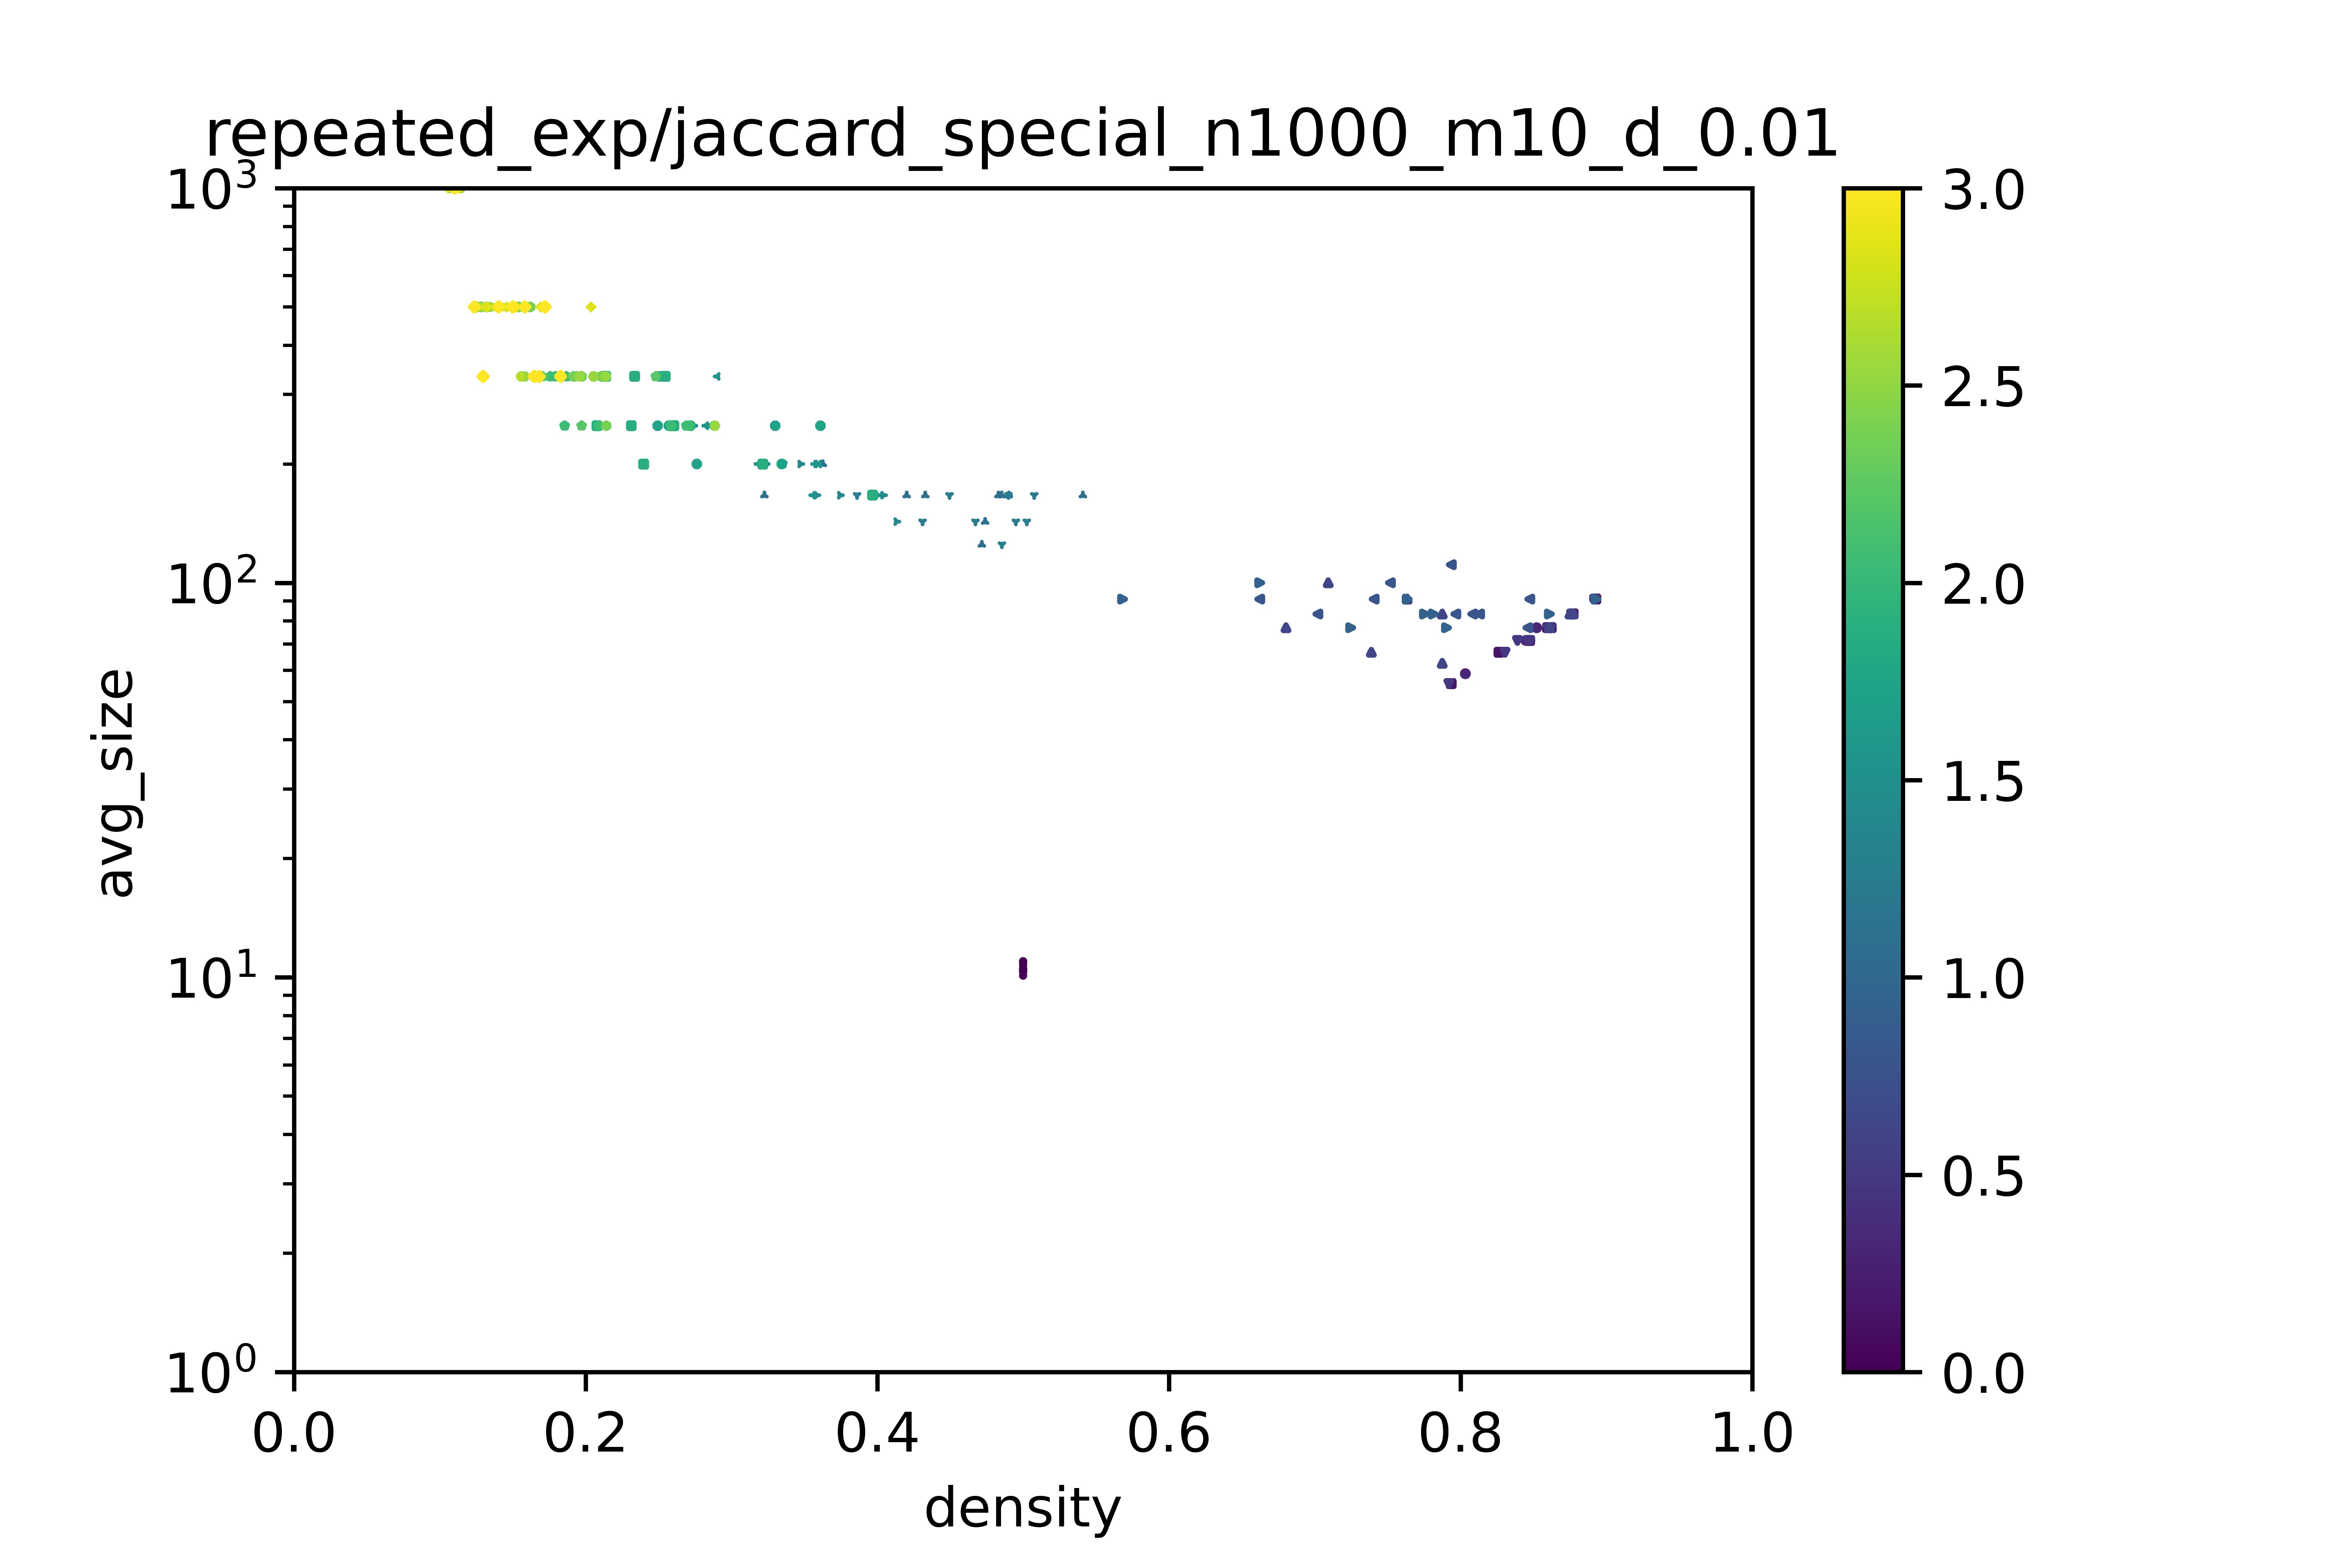 repeated_exp/jaccard_special_n1000_m10_d_0.01
10³
10²
10¹
10⁰
avg_size
0.0 0.2 0.4 0.6 0.8 1.0
density
3.0
2.5
2.0
1.5
1.0
0.5
0.0